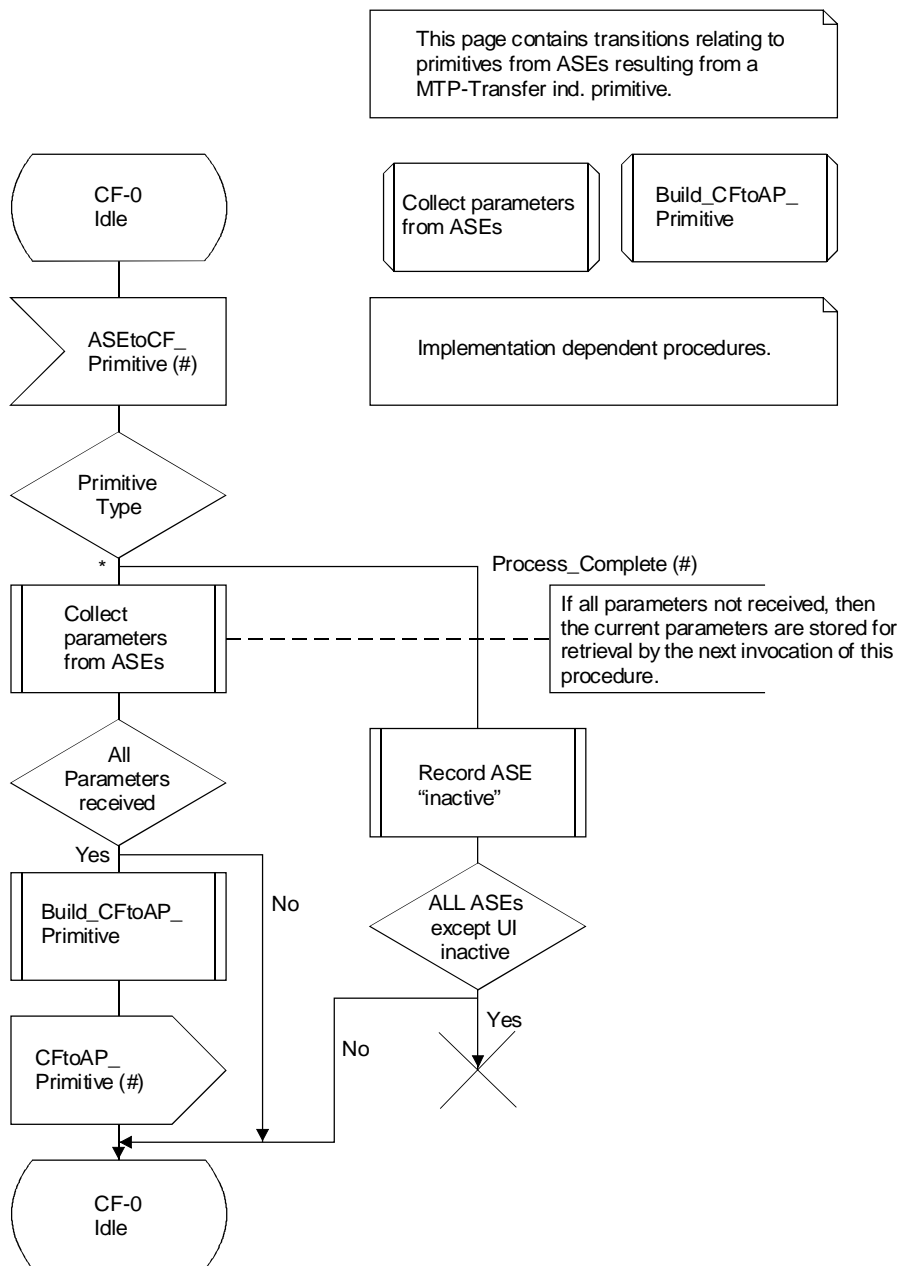 This page contains transitions relating to
primitives from ASEs resulting from a
MTP-Transfer ind. primitive.
CF-0
Idle
Collect parameters
from ASEs
Build_CFtoAP_
Primitive
ASEtoCF_
Primitive (#)
Implementation dependent procedures.
Primitive
Type
*
Process_Complete (#)
Collect
parameters
from ASEs
If all parameters not received, then
the current parameters are stored for
retrieval by the next invocation of this
procedure.
All
Parameters
received
Record ASE
“inactive”
Yes
No
Build_CFtoAP_
Primitive
ALL ASEs
except UI
inactive
Yes
No
CFtoAP_
Primitive (#)
CF-0
Idle